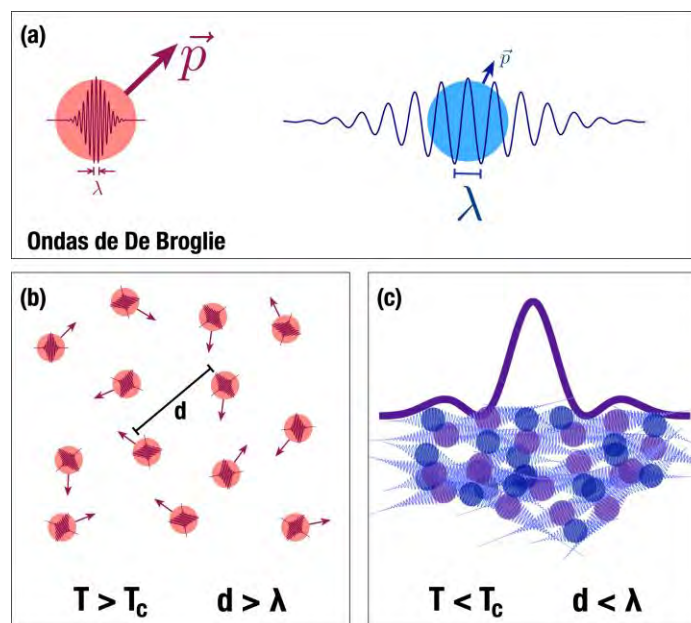 (a)
p⃗
p⃗
λ
λ
Ondas de De Broglie
(b)
d
T > Tc d > λ
(c)
T < Tc d < λ